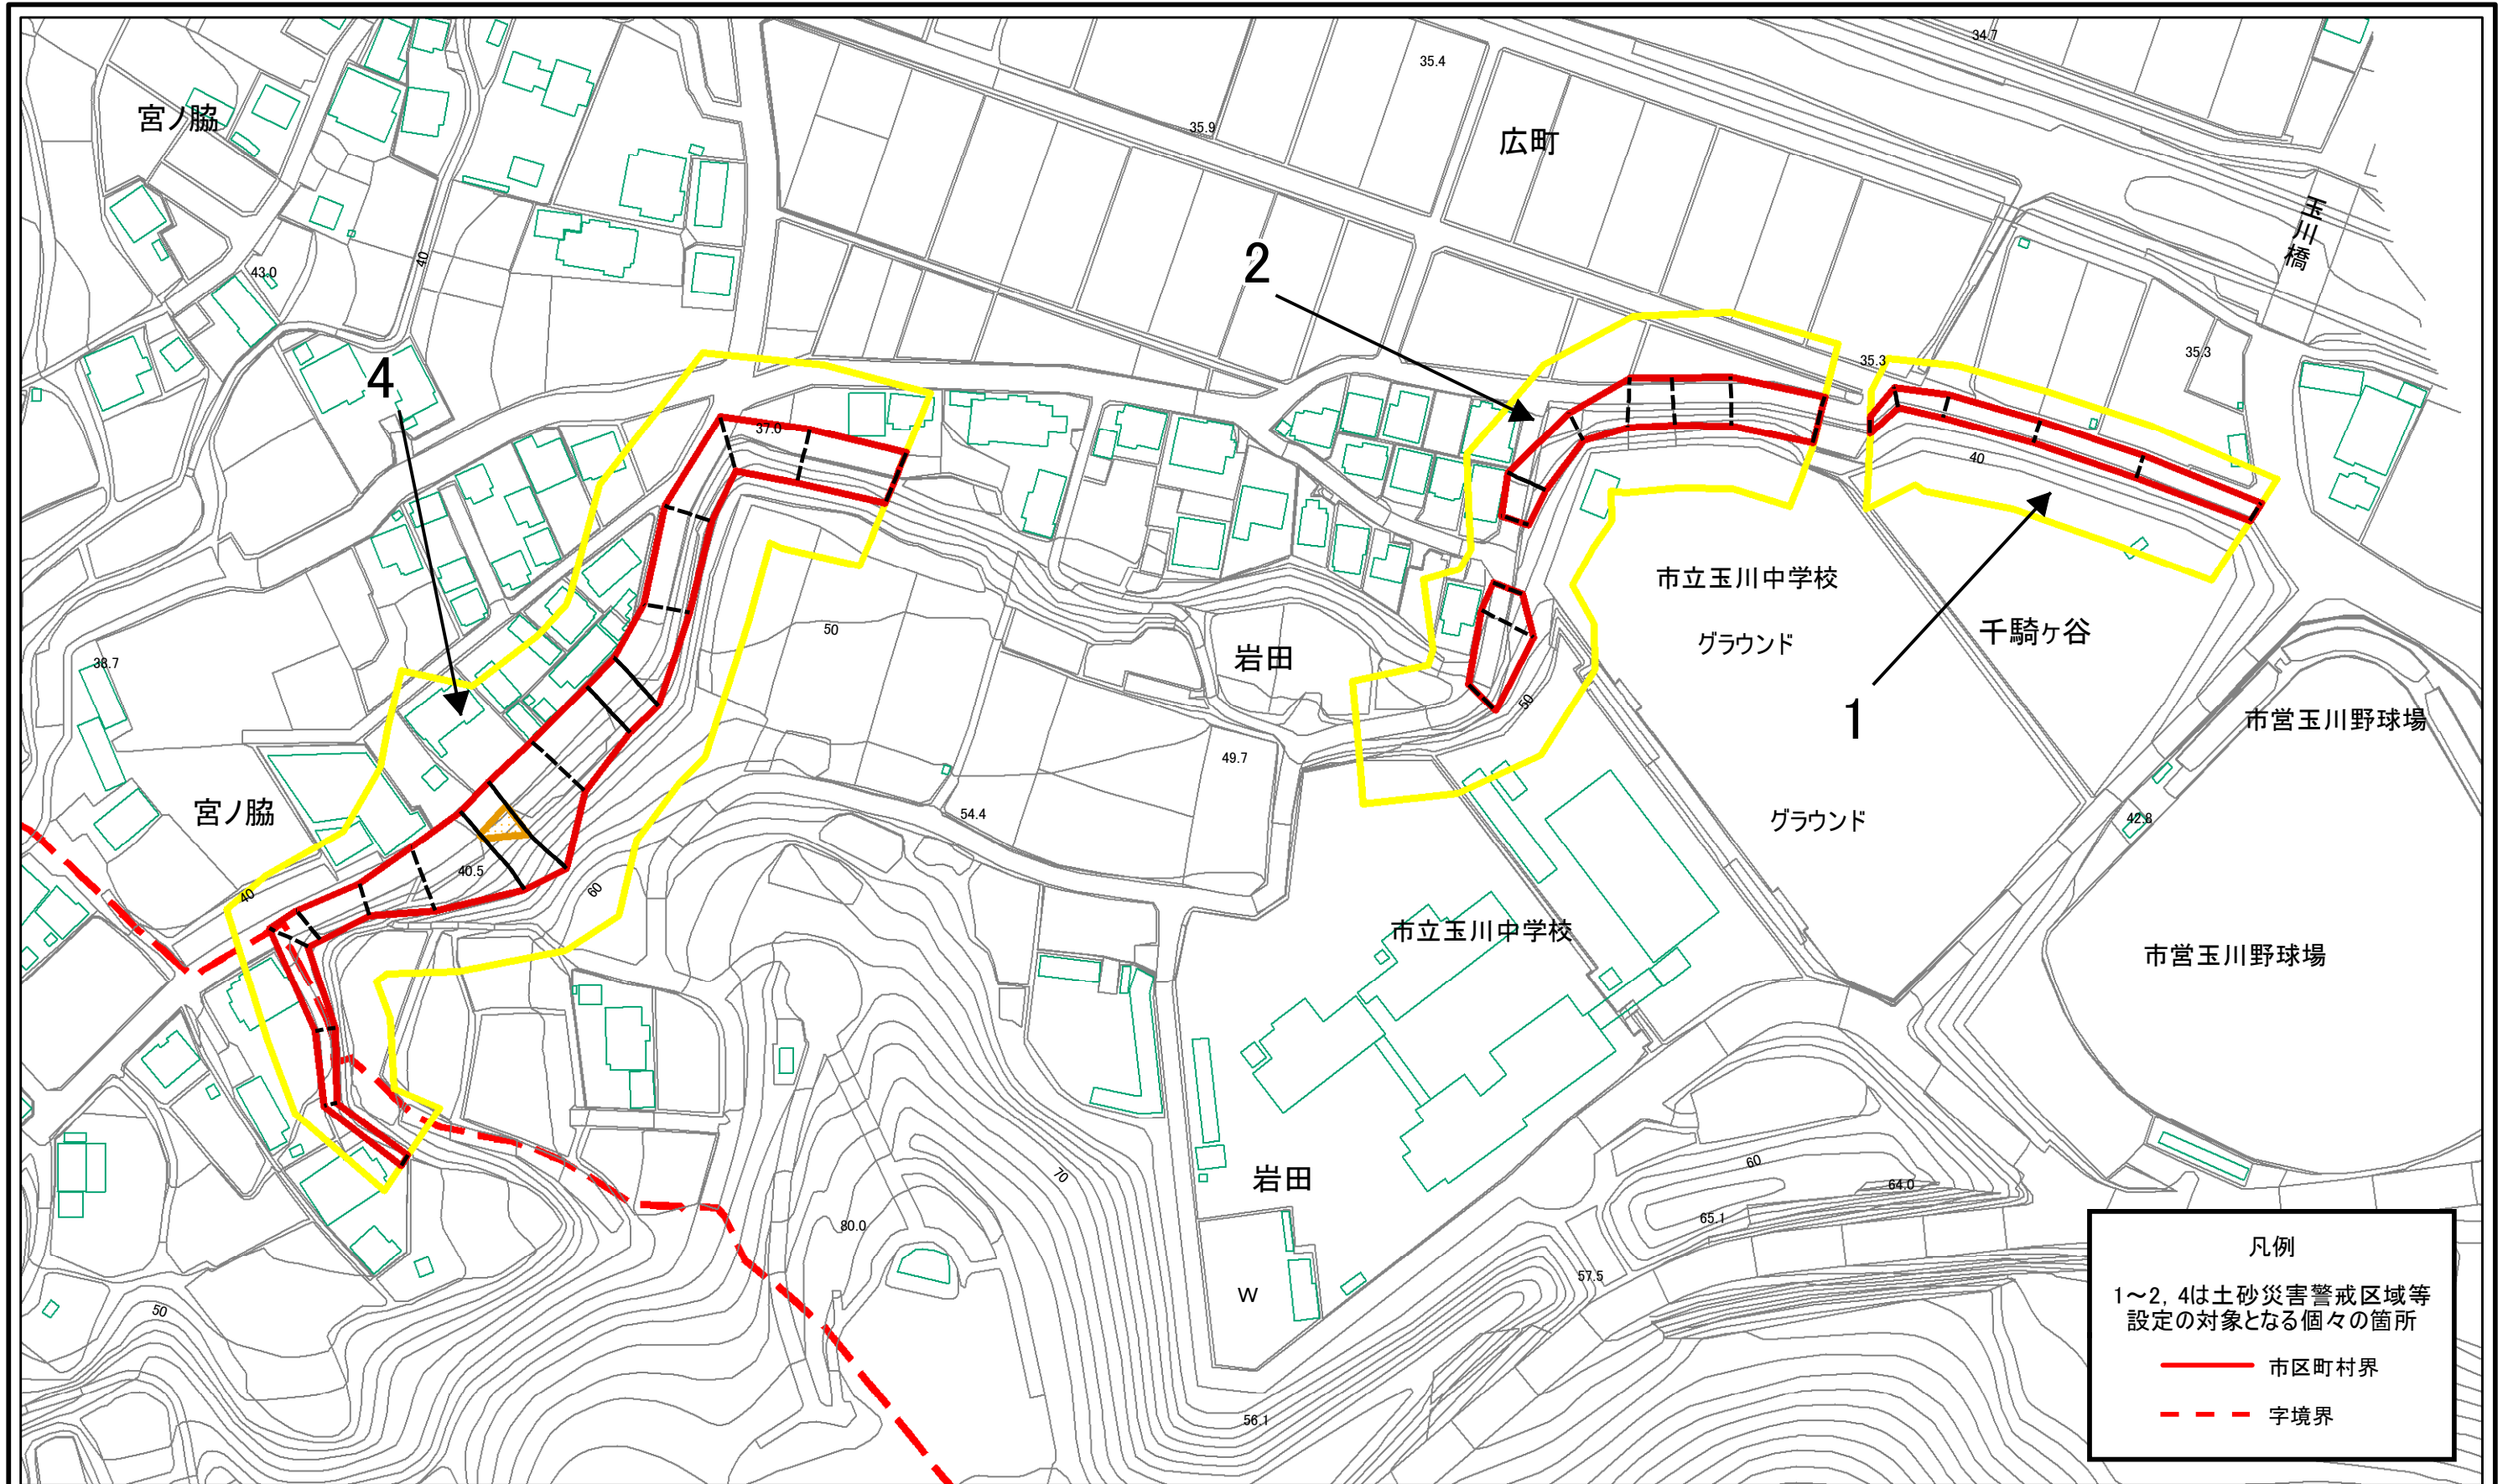 34.7
35.4
宮ノ脇
35.9
広町
玉川橋
2
43.0
40
4
35.3
35.3
37.0
40
市立玉川中学校
50
千騎ヶ谷
グラウンド
岩田
38.7
50
1
市営玉川野球場
49.7
宮ノ脇
54.4
グラウンド
42.8
40.5
60
40
市立玉川中学校
市営玉川野球場
70
岩田
60
64.0
65.1
80.0
凡例
57.5
W
1～2, 4は土砂災害警戒区域等
設定の対象となる個々の箇所
50
市区町村界
56.1
字境界